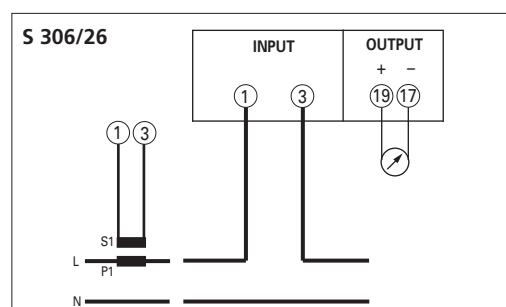 S 306/26
INPUT
OUTPUT
+ −
1 3 19 17
1 3
S1
L
P1
N